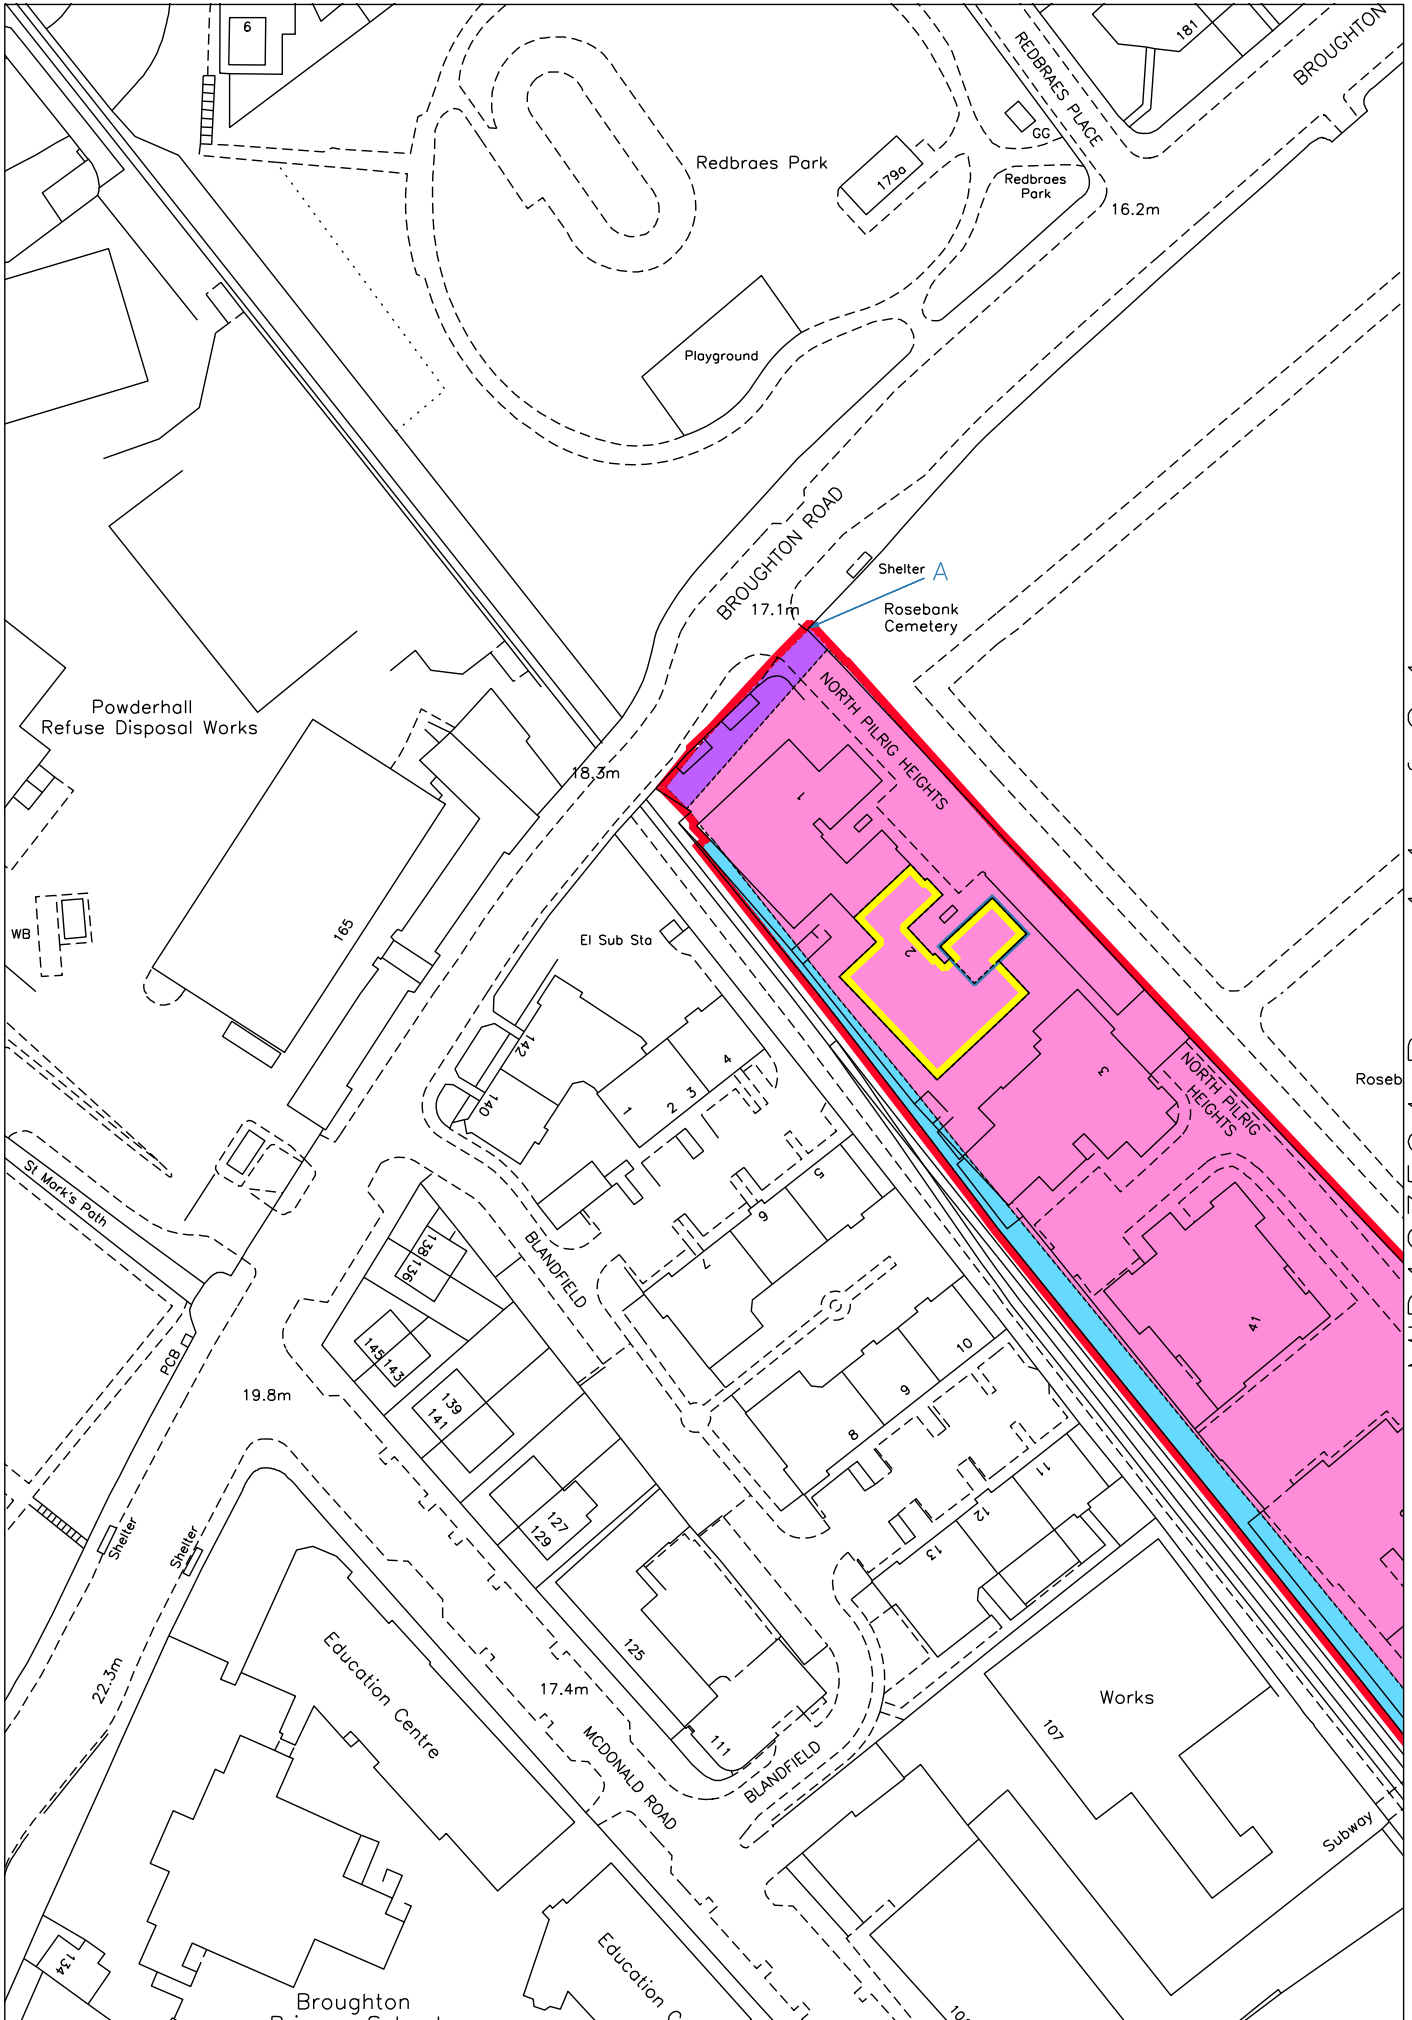 6
181
BROUGHTON
REDBRAES PLACE
GG
Redbraes Park
179a
Redbraes
Park
16.2m
Playground
BROUGHTON ROAD
Shelter
A
17.1m
Rosebank
Cemetery
NORTH PILRIG HEIGHTS
Powderhall
Refuse Disposal Works
18.3m
1
165
WB
El Sub Sta
2
142
4
3
2
1
140
3
NORTH PILRIG
HEIGHTS
Roseb
St Mark's Path
5
6
7
BLANDFIELD
138
136
41
145
143
PCB
10
9
8
19.8m
139
141
11
12
13
127
129
Shelter
Shelter
125
Education Centre
22.3m
17.4m
Works
107
111
MCDONALD ROAD
BLANDFIELD
Subway
134
Education C
Broughton